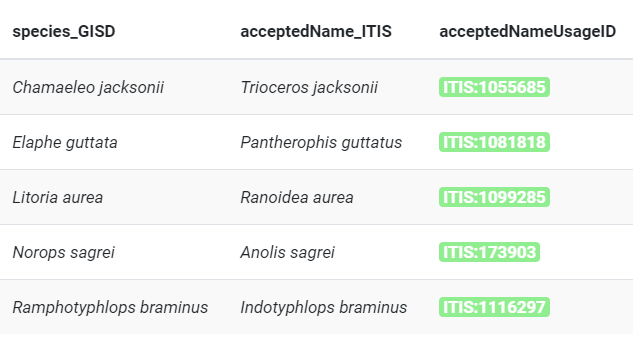 species_GISD acceptedName_ITIS acceptedNameUsageID
Chamaeleo jacksonii Trioceros jacksonii ITIS:1055685
Elaphe guttata Pantherophis guttatus ITIS:1081818
Litoria aurea Ranoidea aurea ITIS:1099285
Norops sagrei Anolis sagrei ITIS:173903
Ramphotyphlops braminus Indotyphlops braminus ITIS:1116297